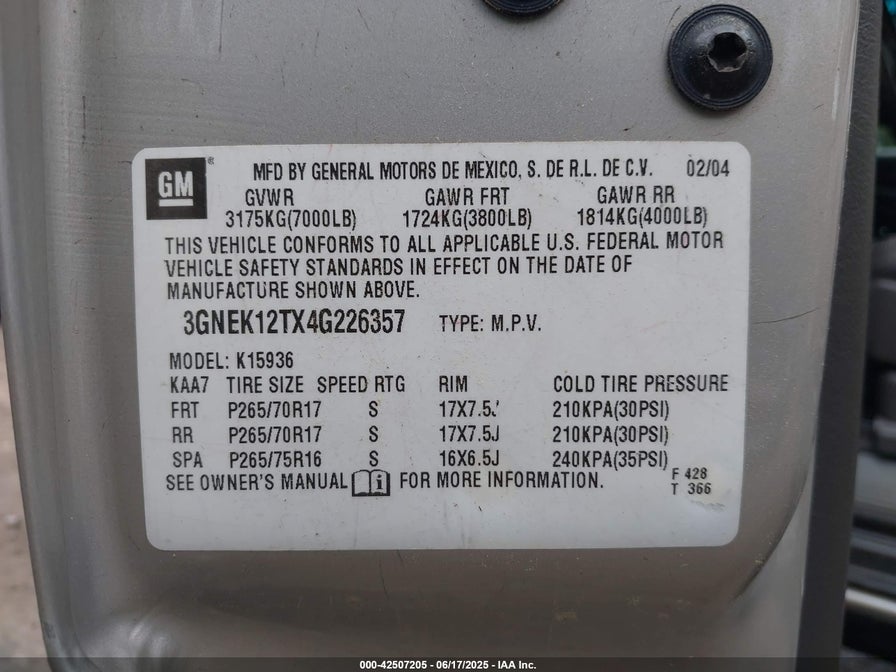 GM® MFD BY GENERAL MOTORS DE MEXICO, S. DE R.L. DE C.V. 02/04
GVWR GAWR FRT GAWR RR
3175KG(7000LB) 1724KG(3800LB) 1814KG(4000LB)
THIS VEHICLE CONFORMS TO ALL APPLICABLE U.S. FEDERAL MOTOR
VEHICLE SAFETY STANDARDS IN EFFECT ON THE DATE OF
MANUFACTURE SHOWN ABOVE.
3GNEK12TX4G226357 TYPE: M.P.V.
MODEL: K15936
KAA7 TIRE SIZE SPEED RTG RIM COLD TIRE PRESSURE
FRT P265/70R17 S 17X7.5J 210KPA(30PSI)
RR P265/70R17 S 17X7.5J 210KPA(30PSI)
SPA P265/75R16 S 16X6.5J 240KPA(35PSI)
SEE OWNER'S MANUAL FOR MORE INFORMATION.
F 428
T 366
000-42507205 - 06/17/2025 - IAA Inc.